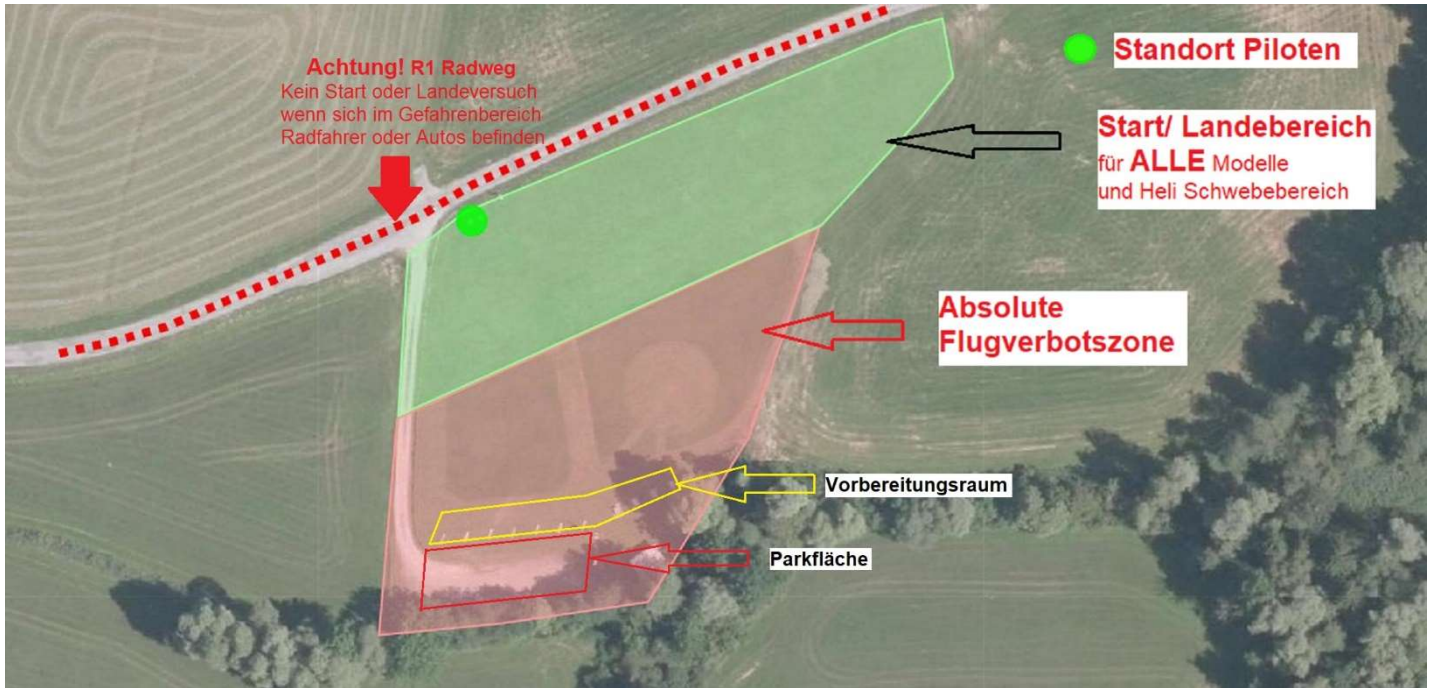 Achtung! R1 Radweg
Kein Start oder Landeversuch
wenn sich im Gefahrenbereich
Radfahrer oder Autos befinden
Standort Piloten
Start/ Landebereich
für ALLE Modelle
und Heli Schwebebereich
Absolute
Flugverbotszone
Vorbereitungsraum
Parkfläche